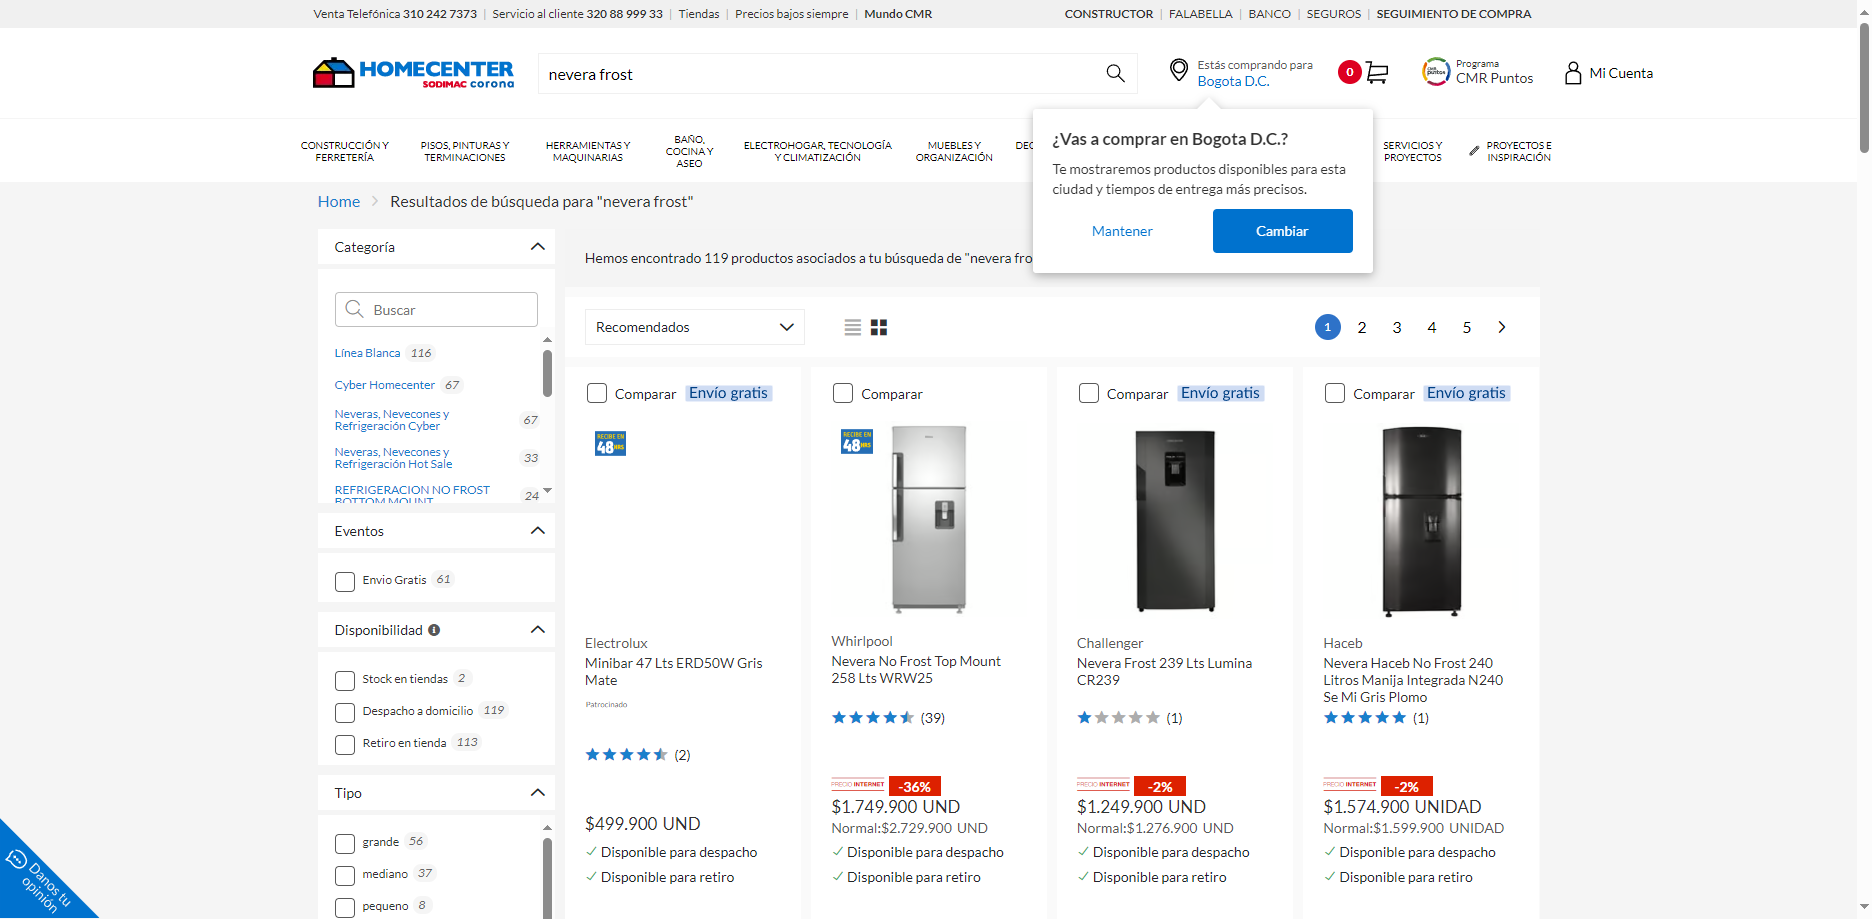 Venta Telefónica 310 242 7373 | Servicio al cliente 320 88 999 33 | Tiendas | Precios bajos siempre | Mundo CMR
CONSTRUCTOR | FALABELLA | BANCO | SEGUROS | SEGUIMIENTO DE COMPRA
HOMECENTER
SODIMAC corona
nevera frost
Estás comprando para
Bogota D.C.
0
CMR puntos
Programa
CMR Puntos
Mi Cuenta
CONSTRUCCIÓN Y
FERRETERÍA
PISOS, PINTURAS Y
TERMINACIONES
HERRAMIENTAS Y
MAQUINARIAS
BAÑO,
COCINA Y
ASEO
ELECTROHOGAR, TECNOLOGÍA
Y CLIMATIZACIÓN
MUEBLES Y
ORGANIZACIÓN
DEC
SERVICIOS Y
PROYECTOS
PROYECTOS E
INSPIRACIÓN
¿Vas a comprar en Bogota D.C.?
Te mostraremos productos disponibles para esta
ciudad y tiempos de entrega más precisos.
Mantener
Cambiar
Home > Resultados de búsqueda para "nevera frost"
Categoría
Buscar
Línea Blanca 116
Cyber Homecenter 67
Neveras, Nevecones y
Refrigeración Cyber 67
Neveras, Nevecones y
Refrigeración Hot Sale 33
REFRIGERACION NO FROST
BOTTOM MOUNT 24
Eventos
Envio Gratis 61
Disponibilidad
Stock en tiendas 2
Despacho a domicilio 119
Retiro en tienda 113
Tipo
grande 56
mediano 37
pequeno 8
Danos tu
opinión
Hemos encontrado 119 productos asociados a tu búsqueda de "nevera fro
Recomendados
1 2 3 4 5
Comparar Envío gratis
RECIBE EN
48 HRS
Electrolux
Minibar 47 Lts ERD50W Gris
Mate
Patrocinado
(2)
$499.900 UND
Disponible para despacho
Disponible para retiro
Comparar
RECIBE EN
48 HRS
Whirlpool
Nevera No Frost Top Mount
258 Lts WRW25
(39)
PRECIO INTERNET -36%
$1.749.900 UND
Normal:$2.729.900 UND
Disponible para despacho
Disponible para retiro
Comparar Envío gratis
Challenger
Nevera Frost 239 Lts Lumina
CR239
(1)
PRECIO INTERNET -2%
$1.249.900 UND
Normal:$1.276.900 UND
Disponible para despacho
Disponible para retiro
Comparar Envío gratis
Haceb
Nevera Haceb No Frost 240
Litros Manija Integrada N240
Se Mi Gris Plomo
(1)
PRECIO INTERNET -2%
$1.574.900 UNIDAD
Normal:$1.599.900 UNIDAD
Disponible para despacho
Disponible para retiro